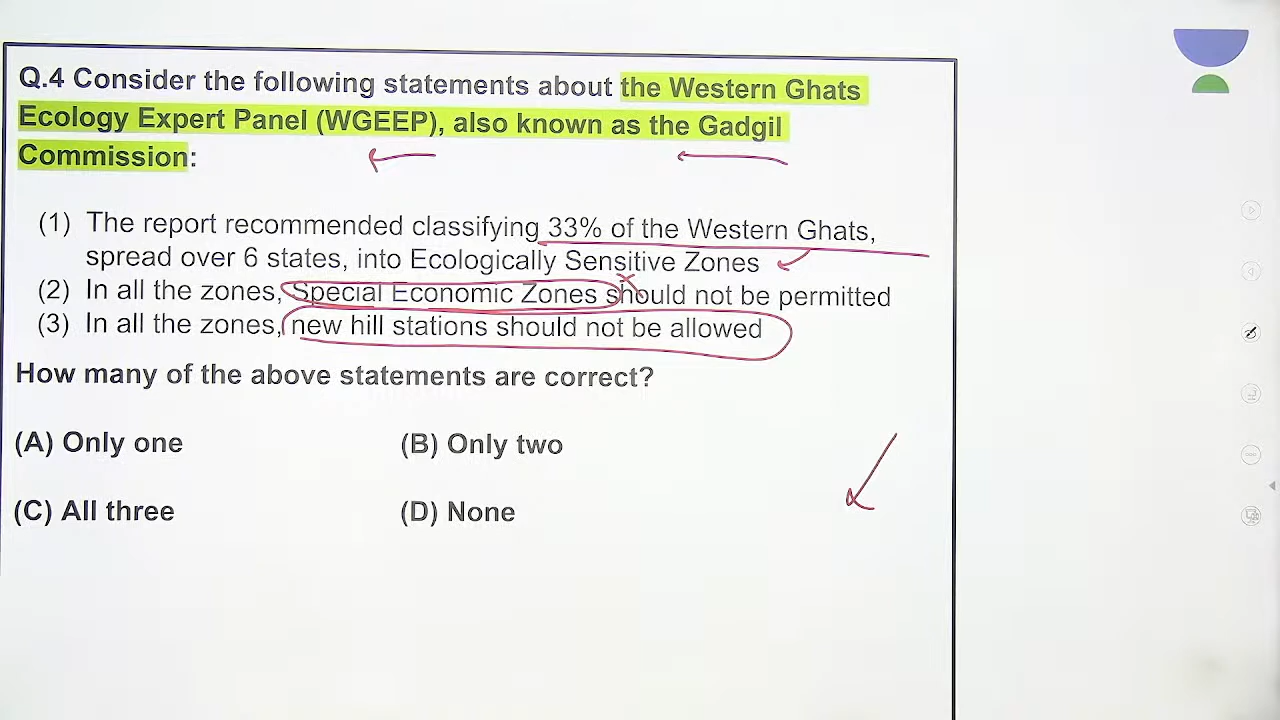 Q.4 Consider the following statements about the Western Ghats
Ecology Expert Panel (WGEEP), also known as the Gadgil
Commission:
(1) The report recommended classifying 33% of the Western Ghats,
spread over 6 states, into Ecologically Sensitive Zones
(2) In all the zones, Special Economic Zones should not be permitted
(3) In all the zones, new hill stations should not be allowed
How many of the above statements are correct?
(A) Only one
(B) Only two
(C) All three
(D) None